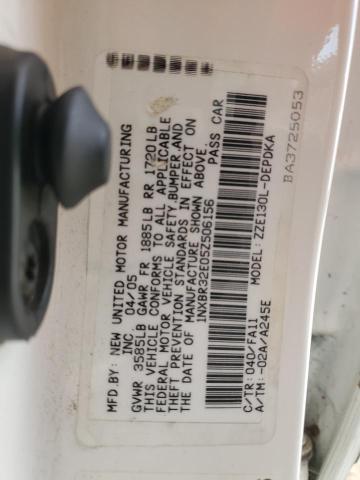 MFD.BY: NEW UNITED MOTOR MANUFACTURING
INC 04/05
GVWR 3585LB GAWR FR 1885LB RR 1720LB
THIS VEHICLE CONFORMS TO ALL APPLICABLE
FEDERAL MOTOR VEHICLE SAFETY, BUMPER, AND
THEFT PREVENTION STANDARDS IN EFFECT ON
THE DATE OF MANUFACTURE SHOWN ABOVE.
1NXBR32E05Z506156 PASS CAR
C/TR: 040/FA11 MODEL: ZZE130L-DEPDKA
A/TM: -02A/A245E
BA3725053